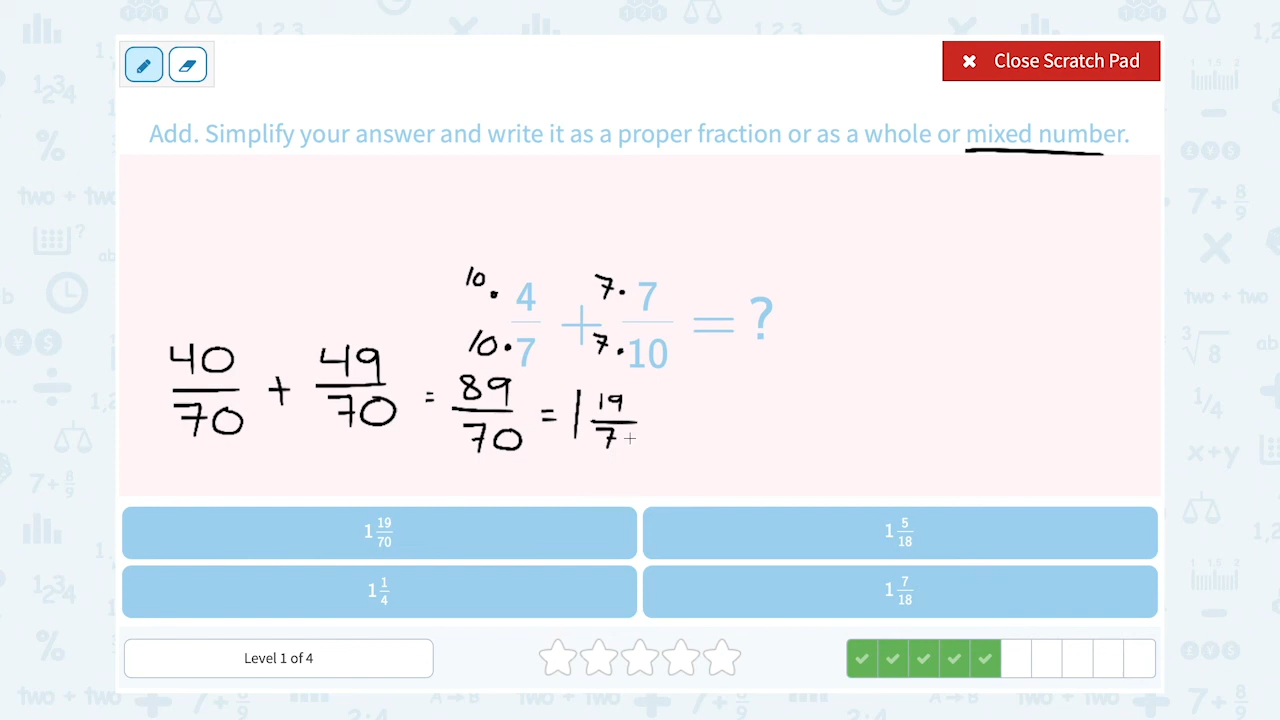 Close Scratch Pad
Add. Simplify your answer and write it as a proper fraction or as a whole or mixed number.
10 · 4/7 + 7 · 7/10 = ?
10 · 7 · 
40/70 + 49/70 = 89/70 = 1 19/7
1 19/70
1 5/18
1 1/4
1 7/18
Level 1 of 4